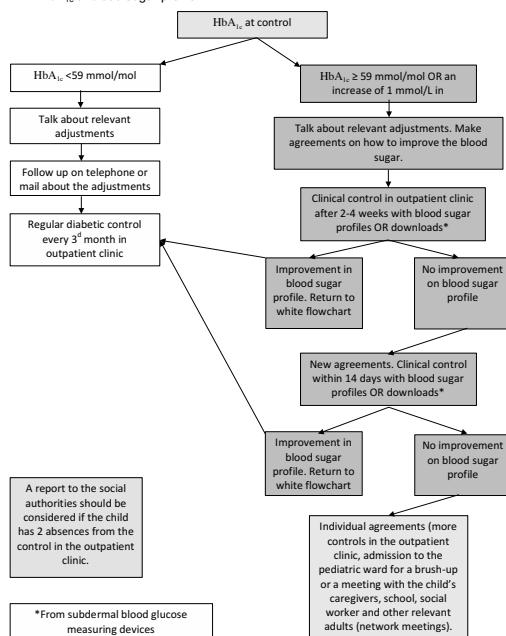 HbA1c at control
HbA1c <59 mmol/mol
HbA1c ≥ 59 mmol/mol OR an
increase of 1 mmol/L in
Talk about relevant
adjustments
Talk about relevant adjustments. Make
agreements on how to improve the blood
sugar.
Follow up on telephone or
mail about the adjustments
Clinical control in outpatient clinic
after 2-4 weeks with blood sugar
profiles OR downloads*
Regular diabetic control
every 3d month in
outpatient clinic
Improvement in
blood sugar
profile. Return to
white flowchart
No improvement
on blood sugar
profile
New agreements. Clinical control
within 14 days with blood sugar
profiles OR downloads*
Improvement in
blood sugar
profile. Return to
white flowchart
No improvement
on blood sugar
profile
A report to the social
authorities should be
considered if the child
has 2 absences from the
control in the outpatient
clinic.
Individual agreements (more
controls in the outpatient
clinic, admission to the
pediatric ward for a brush-up
or a meeting with the child's
caregivers, school, social
worker and other relevant
adults (network meetings).
*From subdermal blood glucose
measuring devices